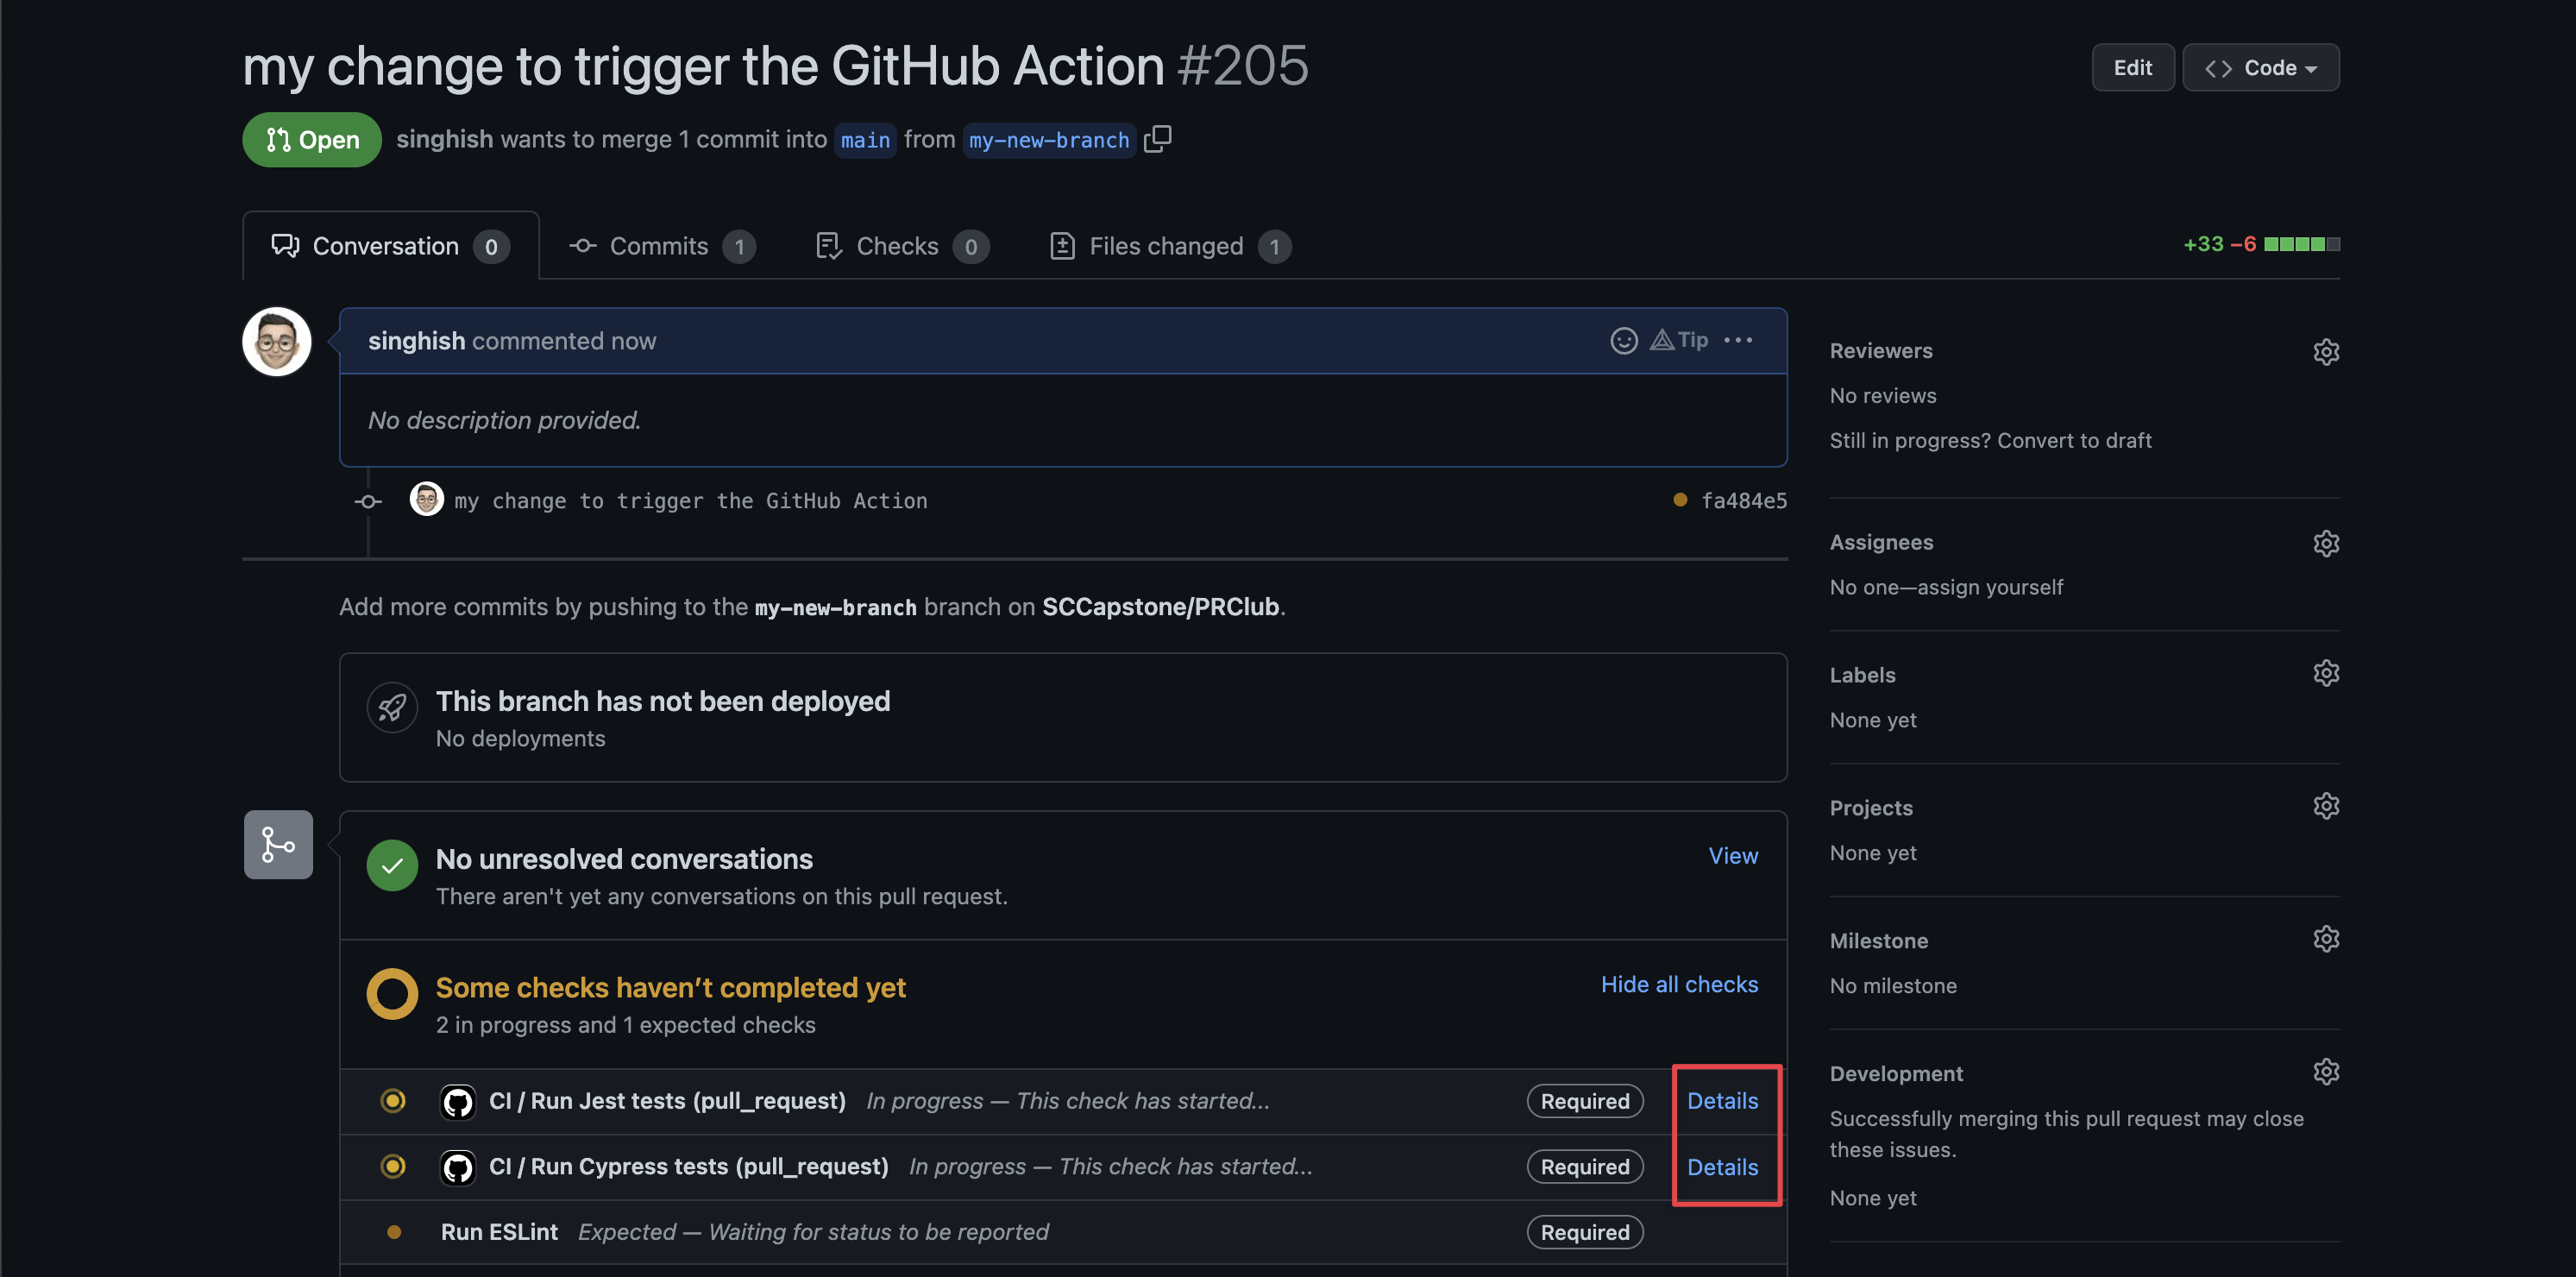 my change to trigger the GitHub Action #205
Edit
Code
Open
singhish wants to merge 1 commit into main from my-new-branch
Conversation 0
Commits 1
Checks 0
Files changed 1
+33 −6
singhish commented now
Tip
No description provided.
my change to trigger the GitHub Action
fa484e5
Add more commits by pushing to the my-new-branch branch on SCCapstone/PRClub.
This branch has not been deployed
No deployments
No unresolved conversations
View
There aren't yet any conversations on this pull request.
Some checks haven’t completed yet
Hide all checks
2 in progress and 1 expected checks
CI / Run Jest tests (pull_request) In progress — This check has started... Required Details
CI / Run Cypress tests (pull_request) In progress — This check has started... Required Details
Run ESLint Expected — Waiting for status to be reported Required
Reviewers
No reviews
Still in progress? Convert to draft
Assignees
No one—assign yourself
Labels
None yet
Projects
None yet
Milestone
No milestone
Development
Successfully merging this pull request may close
these issues.
None yet